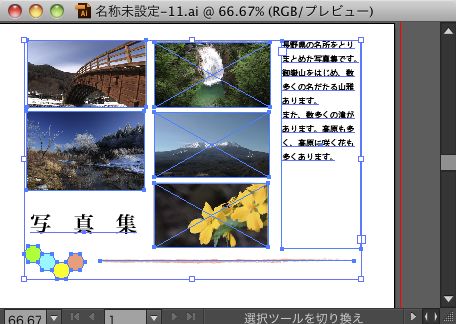 名称未設定-11.ai @ 66.67% (RGB/プレビュー)
長野県の名所をとり
まとめた写真集です。
御嶽山をはじめ、数
多くの名だたる山雅
あります。
また、数多くの滝が
あります。高原も多
く、高原に咲く花も
多くあります。
写真集
66.67
1
選択ツールを切り換え